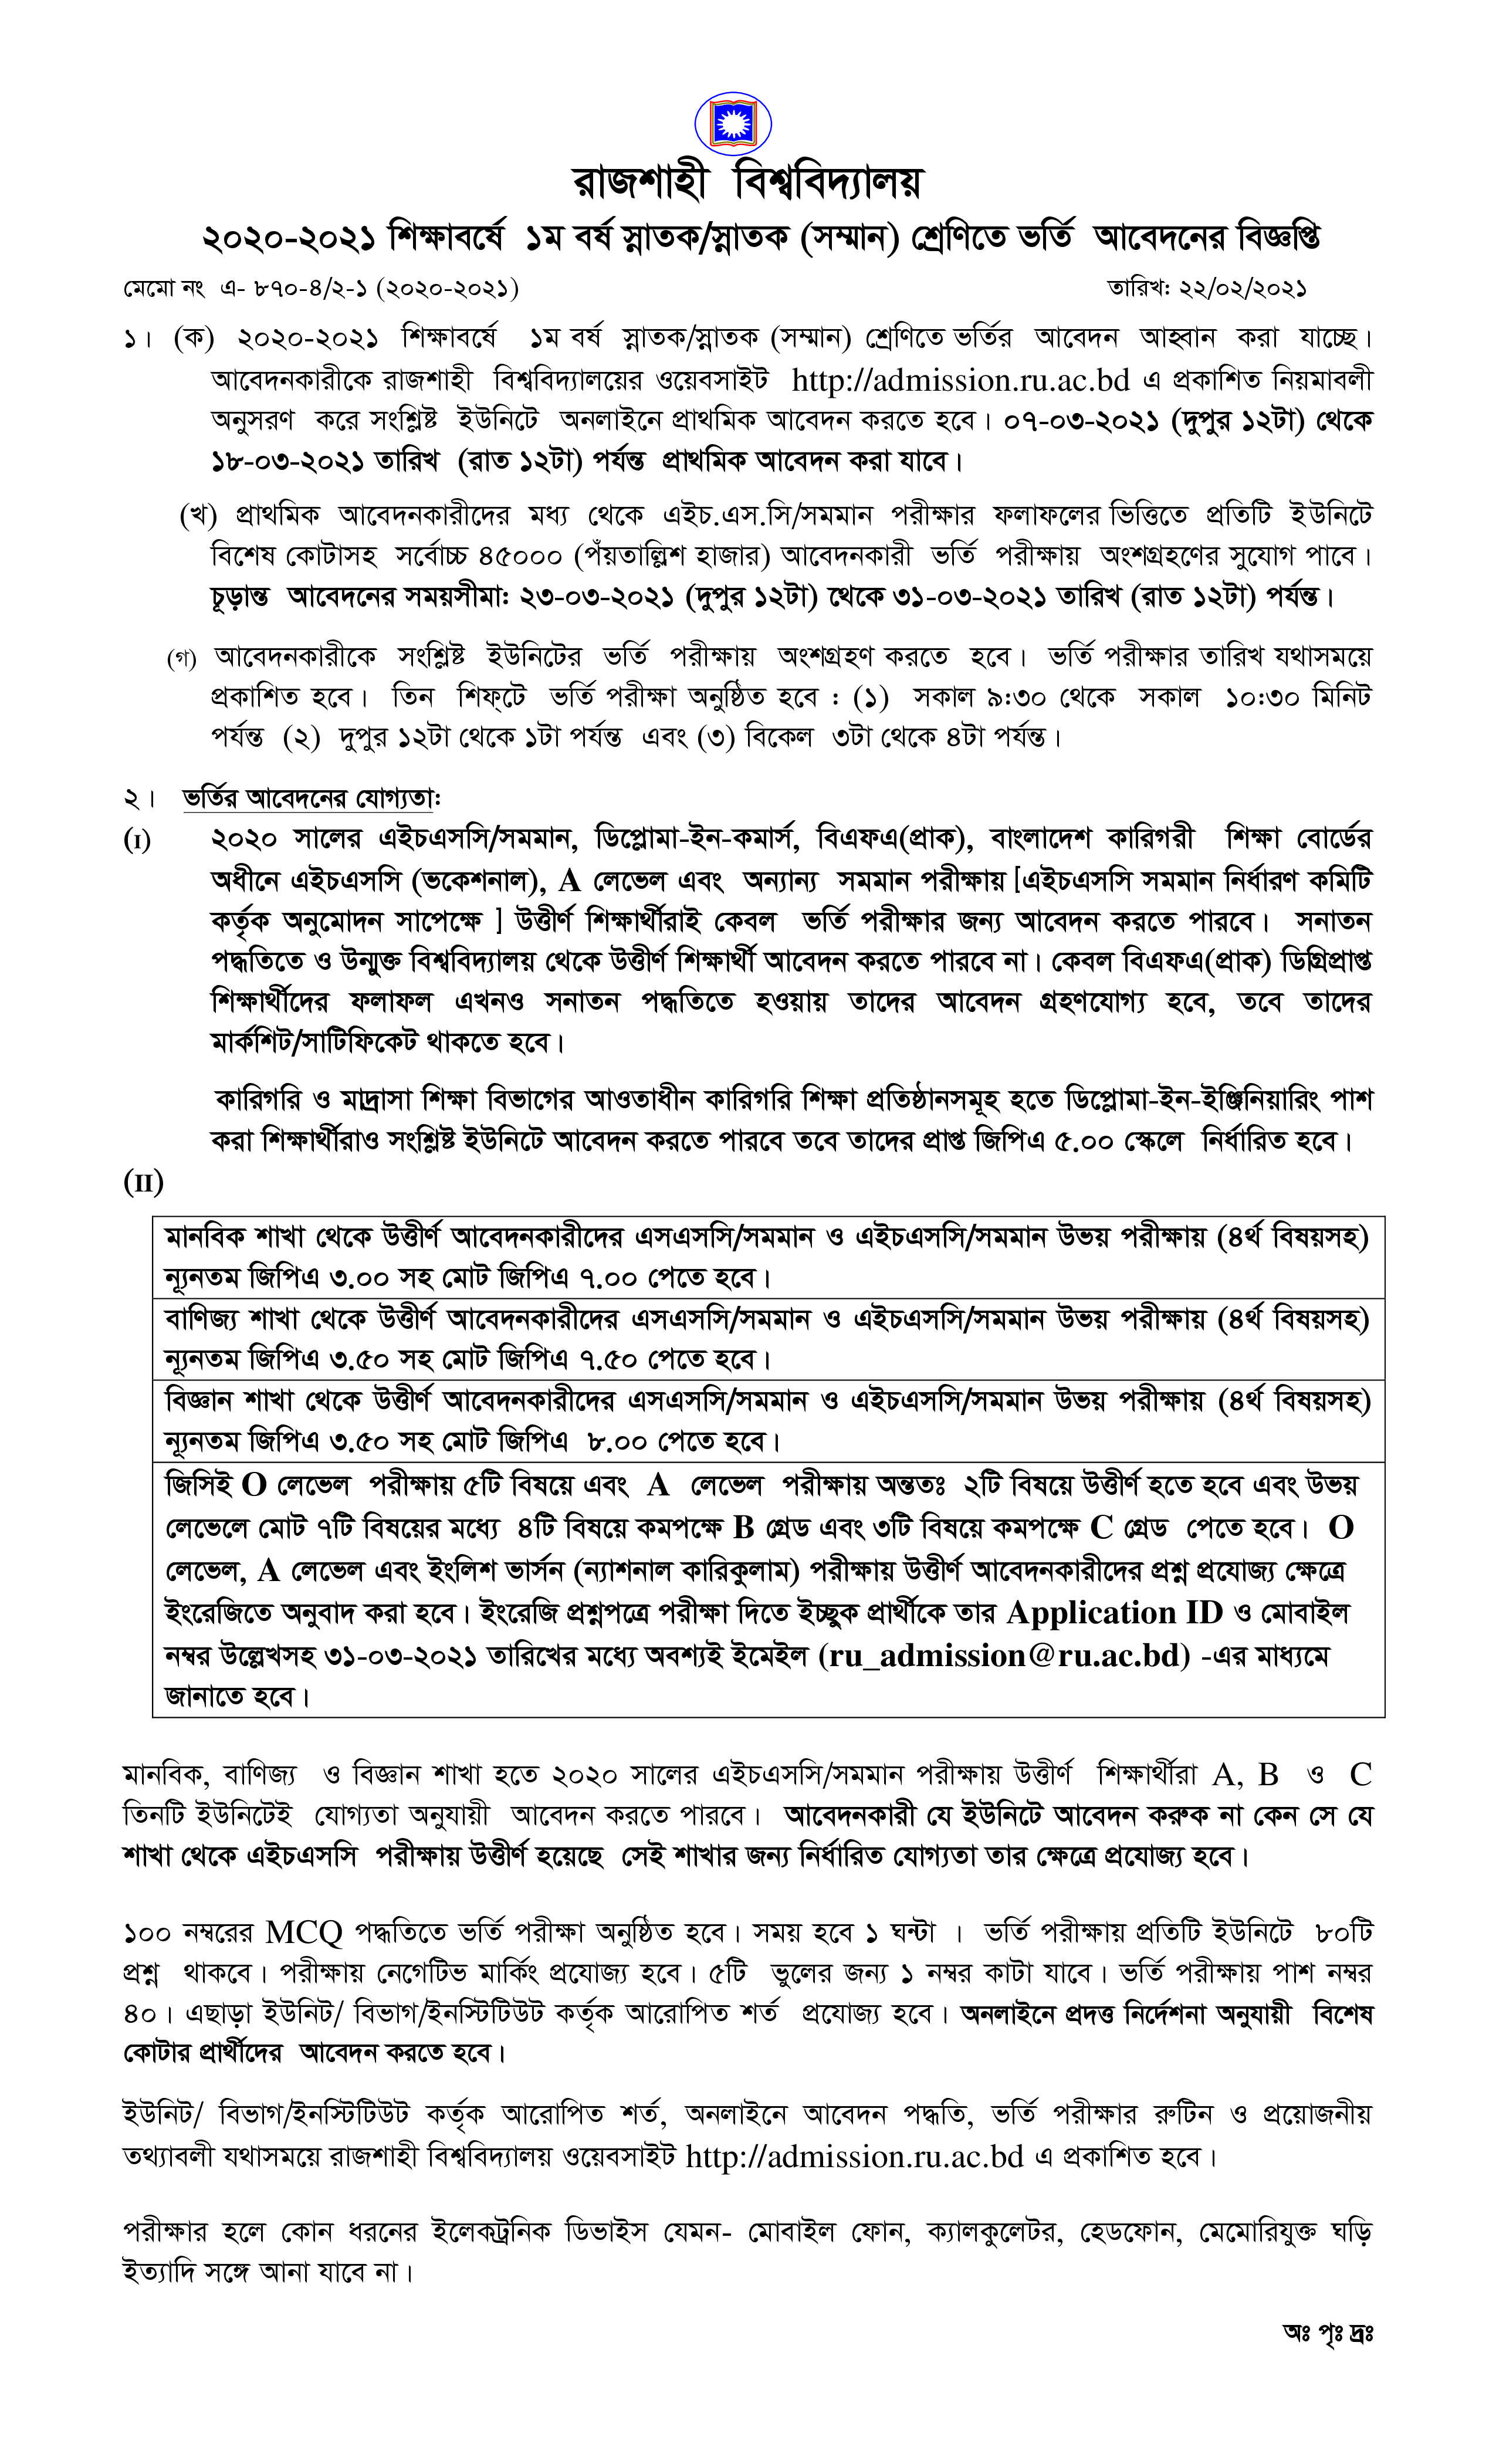 রাজশাহী বিশ্ববিদ্যালয়
২০২০-২০২১ শিক্ষাবর্ষে ১ম বর্ষ স্নাতক/স্নাতক (সম্মান) শ্রেণিতে ভর্তি আবেদনের বিজ্ঞপ্তি
মেমো নং এ- ৮৭০-৪/২-১ (২০২০-২০২১) তারিখ: ২২/০২/২০২১
১। (ক) ২০২০-২০২১ শিক্ষাবর্ষে ১ম বর্ষ স্নাতক/স্নাতক (সম্মান) শ্রেণিতে ভর্তির আবেদন আহবান করা যাচ্ছে।
আবেদনকারীকে রাজশাহী বিশ্ববিদ্যালয়ের ওয়েবসাইট http://admission.ru.ac.bd এ প্রকাশিত নিয়মাবলী
অনুসরণ করে সংশ্লিষ্ট ইউনিটে অনলাইনে প্রাথমিক আবেদন করতে হবে। ০৭-০৩-২০২১ (দুপুর ১২টা) থেকে
১৮-০৩-২০২১ তারিখ (রাত ১২টা) পর্যন্ত প্রাথমিক আবেদন করা যাবে।
(খ) প্রাথমিক আবেদনকারীদের মধ্য থেকে এইচ.এস.সি/সমমান পরীক্ষার ফলাফলের ভিত্তিতে প্রতিটি ইউনিটে
বিশেষ কোটাসহ সর্বোচ্চ ৪৫০০০ (পঁয়তাল্লিশ হাজার) আবেদনকারী ভর্তি পরীক্ষায় অংশগ্রহণের সুযোগ পাবে।
চূড়ান্ত আবেদনের সময়সীমা: ২৩-০৩-২০২১ (দুপুর ১২টা) থেকে ৩১-০৩-২০২১ তারিখ (রাত ১২টা) পর্যন্ত।
(গ) আবেদনকারীকে সংশ্লিষ্ট ইউনিটের ভর্তি পরীক্ষায় অংশগ্রহণ করতে হবে। ভর্তি পরীক্ষার তারিখ যথাসময়ে
প্রকাশিত হবে। তিন শিফ্‌টে ভর্তি পরীক্ষা অনুষ্ঠিত হবে : (১) সকাল ৯:৩০ থেকে সকাল ১০:৩০ মিনিট
পর্যন্ত (২) দুপুর ১২টা থেকে ১টা পর্যন্ত এবং (৩) বিকেল ৩টা থেকে ৪টা পর্যন্ত।
২। ভর্তির আবেদনের যোগ্যতা:
(I) ২০২০ সালের এইচএসসি/সমমান, ডিপ্লোমা-ইন-কমার্স, বিএফএ(প্রাক), বাংলাদেশ কারিগরী শিক্ষা বোর্ডের
অধীনে এইচএসসি (ভকেশনাল), A লেভেল এবং অন্যান্য সমমান পরীক্ষায় [এইচএসসি সমমান নির্ধারণ কমিটি
কর্তৃক অনুমোদন সাপেক্ষে ] উত্তীর্ণ শিক্ষার্থীরাই কেবল ভর্তি পরীক্ষার জন্য আবেদন করতে পারবে। সনাতন
পদ্ধতিতে ও উন্মুক্ত বিশ্ববিদ্যালয় থেকে উত্তীর্ণ শিক্ষার্থী আবেদন করতে পারবে না। কেবল বিএফএ(প্রাক) ডিগ্রিপ্রাপ্ত
শিক্ষার্থীদের ফলাফল এখনও সনাতন পদ্ধতিতে হওয়ায় তাদের আবেদন গ্রহণযোগ্য হবে, তবে তাদের
মার্কশিট/সাটিফিকেট থাকতে হবে।
কারিগরি ও মাদ্রাসা শিক্ষা বিভাগের আওতাধীন কারিগরি শিক্ষা প্রতিষ্ঠানসমূহ হতে ডিপ্লোমা-ইন-ইঞ্জিনিয়ারিং পাশ
করা শিক্ষার্থীরাও সংশ্লিষ্ট ইউনিটে আবেদন করতে পারবে তবে তাদের প্রাপ্ত জিপিএ ৫.০০ স্কেলে নির্ধারিত হবে।
(II)
মানবিক শাখা থেকে উত্তীর্ণ আবেদনকারীদের এসএসসি/সমমান ও এইচএসসি/সমমান উভয় পরীক্ষায় (৪র্থ বিষয়সহ)
ন্যূনতম জিপিএ ৩.০০ সহ মোট জিপিএ ৭.০০ পেতে হবে।
বাণিজ্য শাখা থেকে উত্তীর্ণ আবেদনকারীদের এসএসসি/সমমান ও এইচএসসি/সমমান উভয় পরীক্ষায় (৪র্থ বিষয়সহ)
ন্যূনতম জিপিএ ৩.৫০ সহ মোট জিপিএ ৭.৫০ পেতে হবে।
বিজ্ঞান শাখা থেকে উত্তীর্ণ আবেদনকারীদের এসএসসি/সমমান ও এইচএসসি/সমমান উভয় পরীক্ষায় (৪র্থ বিষয়সহ)
ন্যূনতম জিপিএ ৩.৫০ সহ মোট জিপিএ ৮.০০ পেতে হবে।
জিসিই O লেভেল পরীক্ষায় ৫টি বিষয়ে এবং A লেভেল পরীক্ষায় অন্ততঃ ২টি বিষয়ে উত্তীর্ণ হতে হবে এবং উভয়
লেভেলে মোট ৭টি বিষয়ের মধ্যে ৪টি বিষয়ে কমপক্ষে B গ্রেড এবং ৩টি বিষয়ে কমপক্ষে C গ্রেড পেতে হবে। O
লেভেল, A লেভেল এবং ইংলিশ ভার্সন (ন্যাশনাল কারিকুলাম) পরীক্ষায় উত্তীর্ণ আবেদনকারীদের প্রশ্ন প্রযোজ্য ক্ষেত্রে
ইংরেজিতে অনুবাদ করা হবে। ইংরেজি প্রশ্নপত্রে পরীক্ষা দিতে ইচ্ছুক প্রার্থীকে তার Application ID ও মোবাইল
নম্বর উল্লেখসহ ৩১-০৩-২০২১ তারিখের মধ্যে অবশ্যই ইমেইল (ru_admission@ru.ac.bd) -এর মাধ্যমে
জানাতে হবে।
মানবিক, বাণিজ্য ও বিজ্ঞান শাখা হতে ২০২০ সালের এইচএসসি/সমমান পরীক্ষায় উত্তীর্ণ শিক্ষার্থীরা A, B ও C
তিনটি ইউনিটেই যোগ্যতা অনুযায়ী আবেদন করতে পারবে। আবেদনকারী যে ইউনিটে আবেদন করুক না কেন সে যে
শাখা থেকে এইচএসসি পরীক্ষায় উত্তীর্ণ হয়েছে সেই শাখার জন্য নির্ধারিত যোগ্যতা তার ক্ষেত্রে প্রযোজ্য হবে।
১০০ নম্বরের MCQ পদ্ধতিতে ভর্তি পরীক্ষা অনুষ্ঠিত হবে। সময় হবে ১ ঘন্টা । ভর্তি পরীক্ষায় প্রতিটি ইউনিটে ৮০টি
প্রশ্ন থাকবে। পরীক্ষায় নেগেটিভ মার্কিং প্রযোজ্য হবে। ৫টি ভুলের জন্য ১ নম্বর কাটা যাবে। ভর্তি পরীক্ষায় পাশ নম্বর
৪০। এছাড়া ইউনিট/ বিভাগ/ইনস্টিটিউট কর্তৃক আরোপিত শর্ত প্রযোজ্য হবে। অনলাইনে প্রদত্ত নির্দেশনা অনুযায়ী বিশেষ
কোটার প্রার্থীদের আবেদন করতে হবে।
ইউনিট/ বিভাগ/ইনস্টিটিউট কর্তৃক আরোপিত শর্ত, অনলাইনে আবেদন পদ্ধতি, ভর্তি পরীক্ষার রুটিন ও প্রয়োজনীয়
তথ্যাবলী যথাসময়ে রাজশাহী বিশ্ববিদ্যালয় ওয়েবসাইট http://admission.ru.ac.bd এ প্রকাশিত হবে।
পরীক্ষার হলে কোন ধরনের ইলেকট্রনিক ডিভাইস যেমন- মোবাইল ফোন, ক্যালকুলেটর, হেডফোন, মেমোরিযুক্ত ঘড়ি
ইত্যাদি সঙ্গে আনা যাবে না।
অঃ পৃঃ দ্রঃ